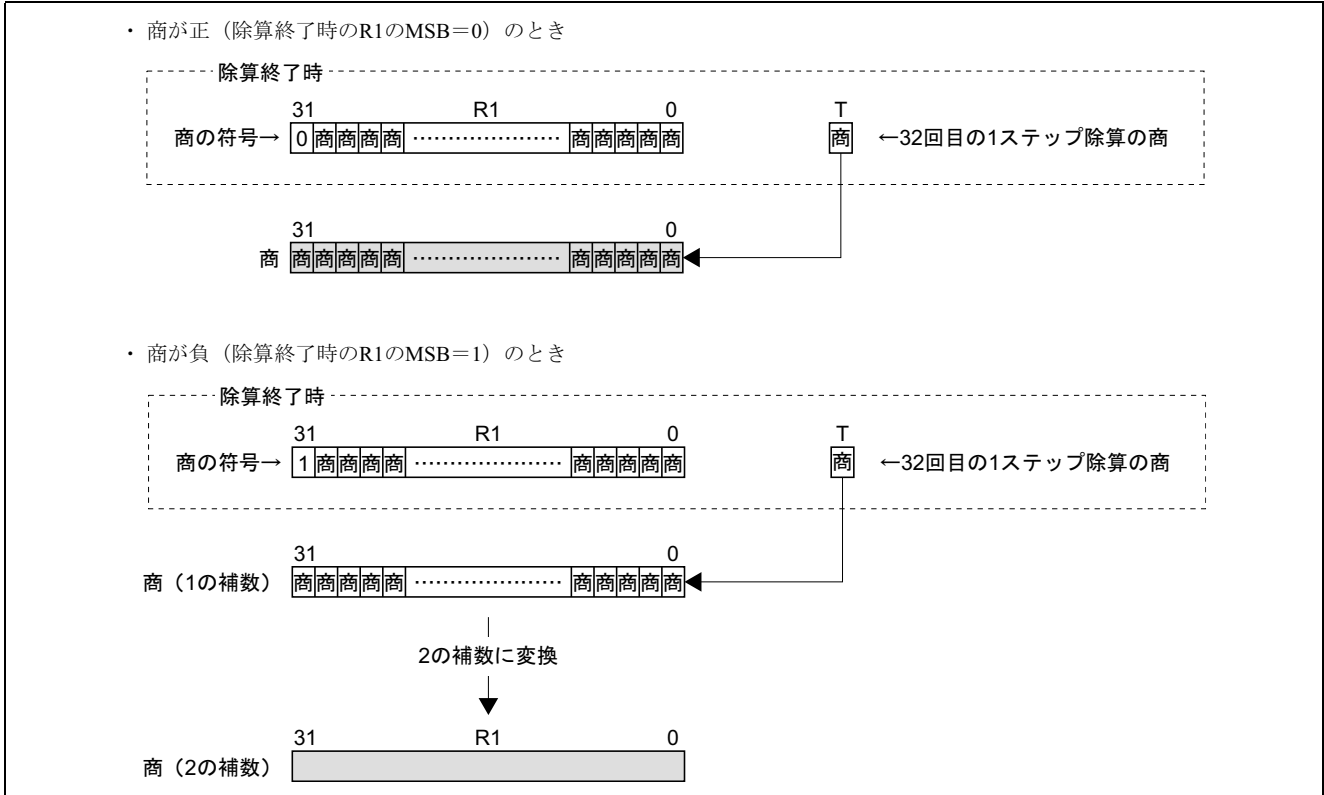 ・ 商が正（除算終了時のR1のMSB＝0）のとき
除算終了時
31 R1 0 T
商の符号→ 0 商 商 商 商 ………………… 商 商 商 商 商 商 ←32回目の1ステップ除算の商
31 0
商 商 商 商 商 商 ………………… 商 商 商 商 商
・ 商が負（除算終了時のR1のMSB＝1）のとき
除算終了時
31 R1 0 T
商の符号→ 1 商 商 商 商 ………………… 商 商 商 商 商 商 ←32回目の1ステップ除算の商
31 0
商（1の補数） 商 商 商 商 商 ………………… 商 商 商 商 商
2の補数に変換
31 R1 0
商（2の補数）